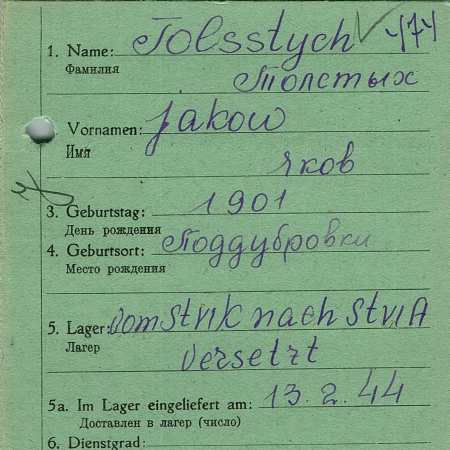 1. Name: Tolsstych 474
Фамилия Толстых
Vornamen: Jakow
Имя Яков
3. Geburtstag: 1901
День рождения
4. Geburtsort: Поддубровки
Место рождения
5. Lager: vom St VI K nach St VI A
Лагер versetzt
5a. Im Lager eingeliefert am: 13.2.44
Доставлен в лагер (число)
6. Dienstgrad: